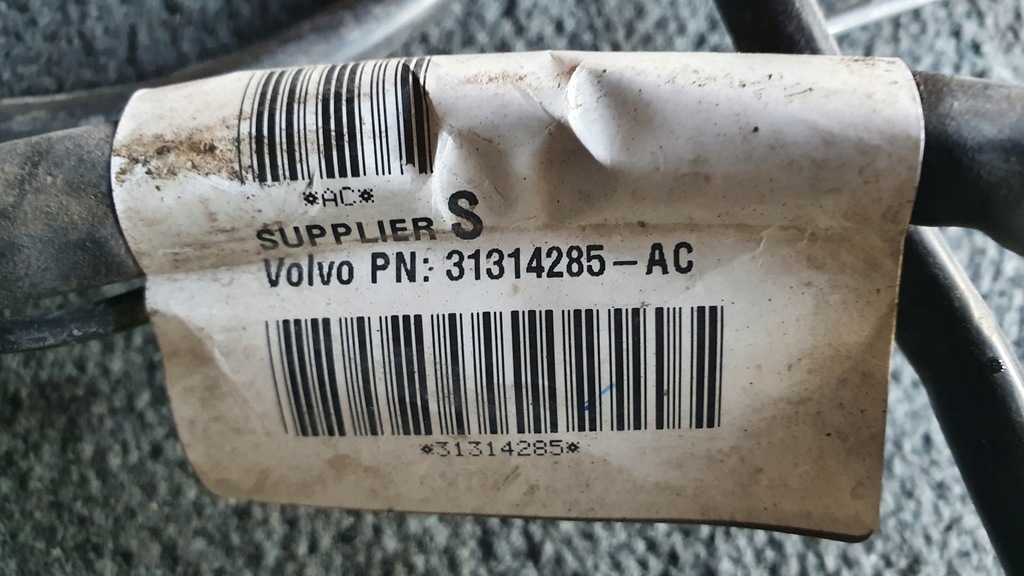 *AC*
SUPPLIER S
Volvo PN: 31314285-AC
*31314285*